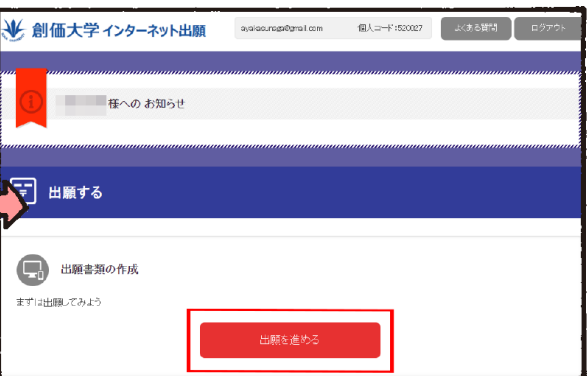 創価大学 インターネット出願
個人コード:520027
よくある質問
ログアウト
様への お知らせ
出願する
出願書類の作成
まずは出願してみよう
出願を進める